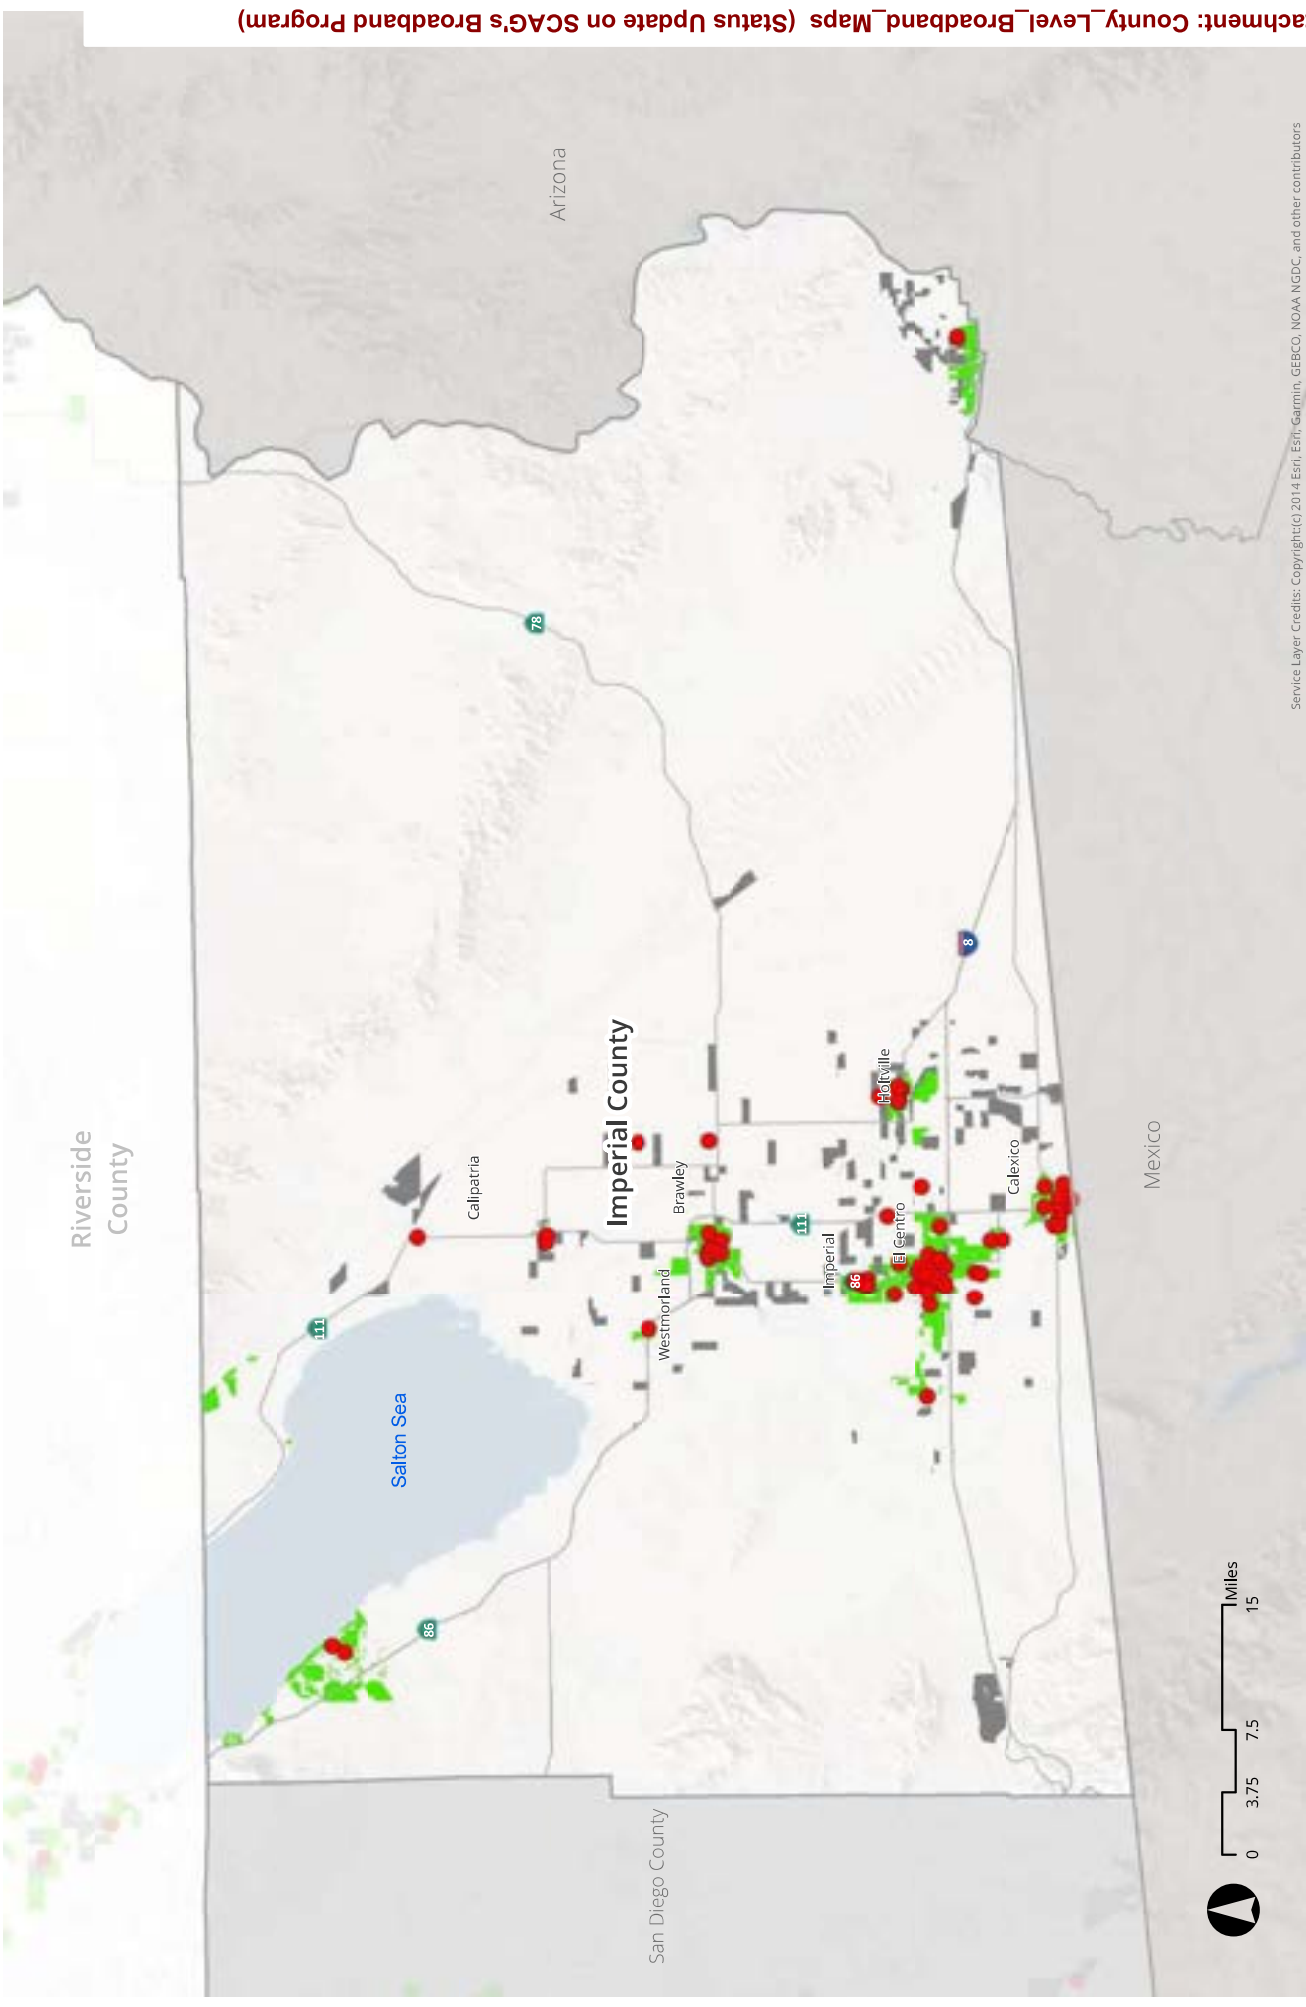 achment: County_Level_Broadband_Maps (Status Update on SCAG's Broadband Program)
Riverside
County
Arizona
78
111
Salton Sea
Calipatria
Imperial County
86
Westmorland
Brawley
111
Imperial
86
El Centro
Holtville
8
Calexico
Mexico
San Diego County
0 3.75 7.5 15
Miles
Service Layer Credits: Copyright:(c) 2014 Esri, Esri, Garmin, GEBCO, NOAA NGDC, and other contributors